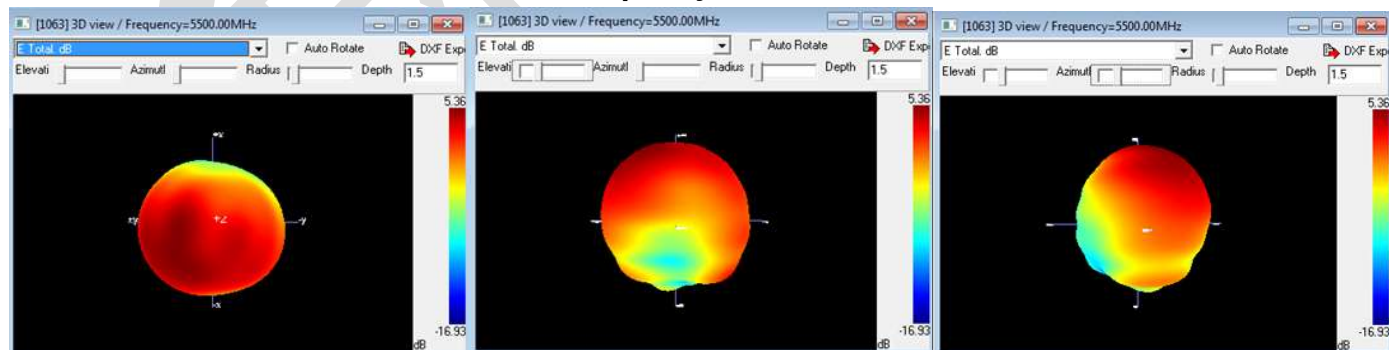 [1063] 3D view / Frequency=5500.00MHz
E Total. dB
Auto Rotate
DXF Exp
Elevati
Azimutl
Radius
Depth
1.5
5.36
+Z
-y
-x
-16.93
dB
[1063] 3D view / Frequency=5500.00MHz
E Total. dB
Auto Rotate
DXF Exp
Elevati
Azimutl
Radius
Depth
1.5
5.36
-16.93
dB
[1063] 3D view / Frequency=5500.00MHz
E Total. dB
Auto Rotate
DXF Exp
Elevati
Azimutl
Radius
Depth
1.5
5.36
-16.93
dB